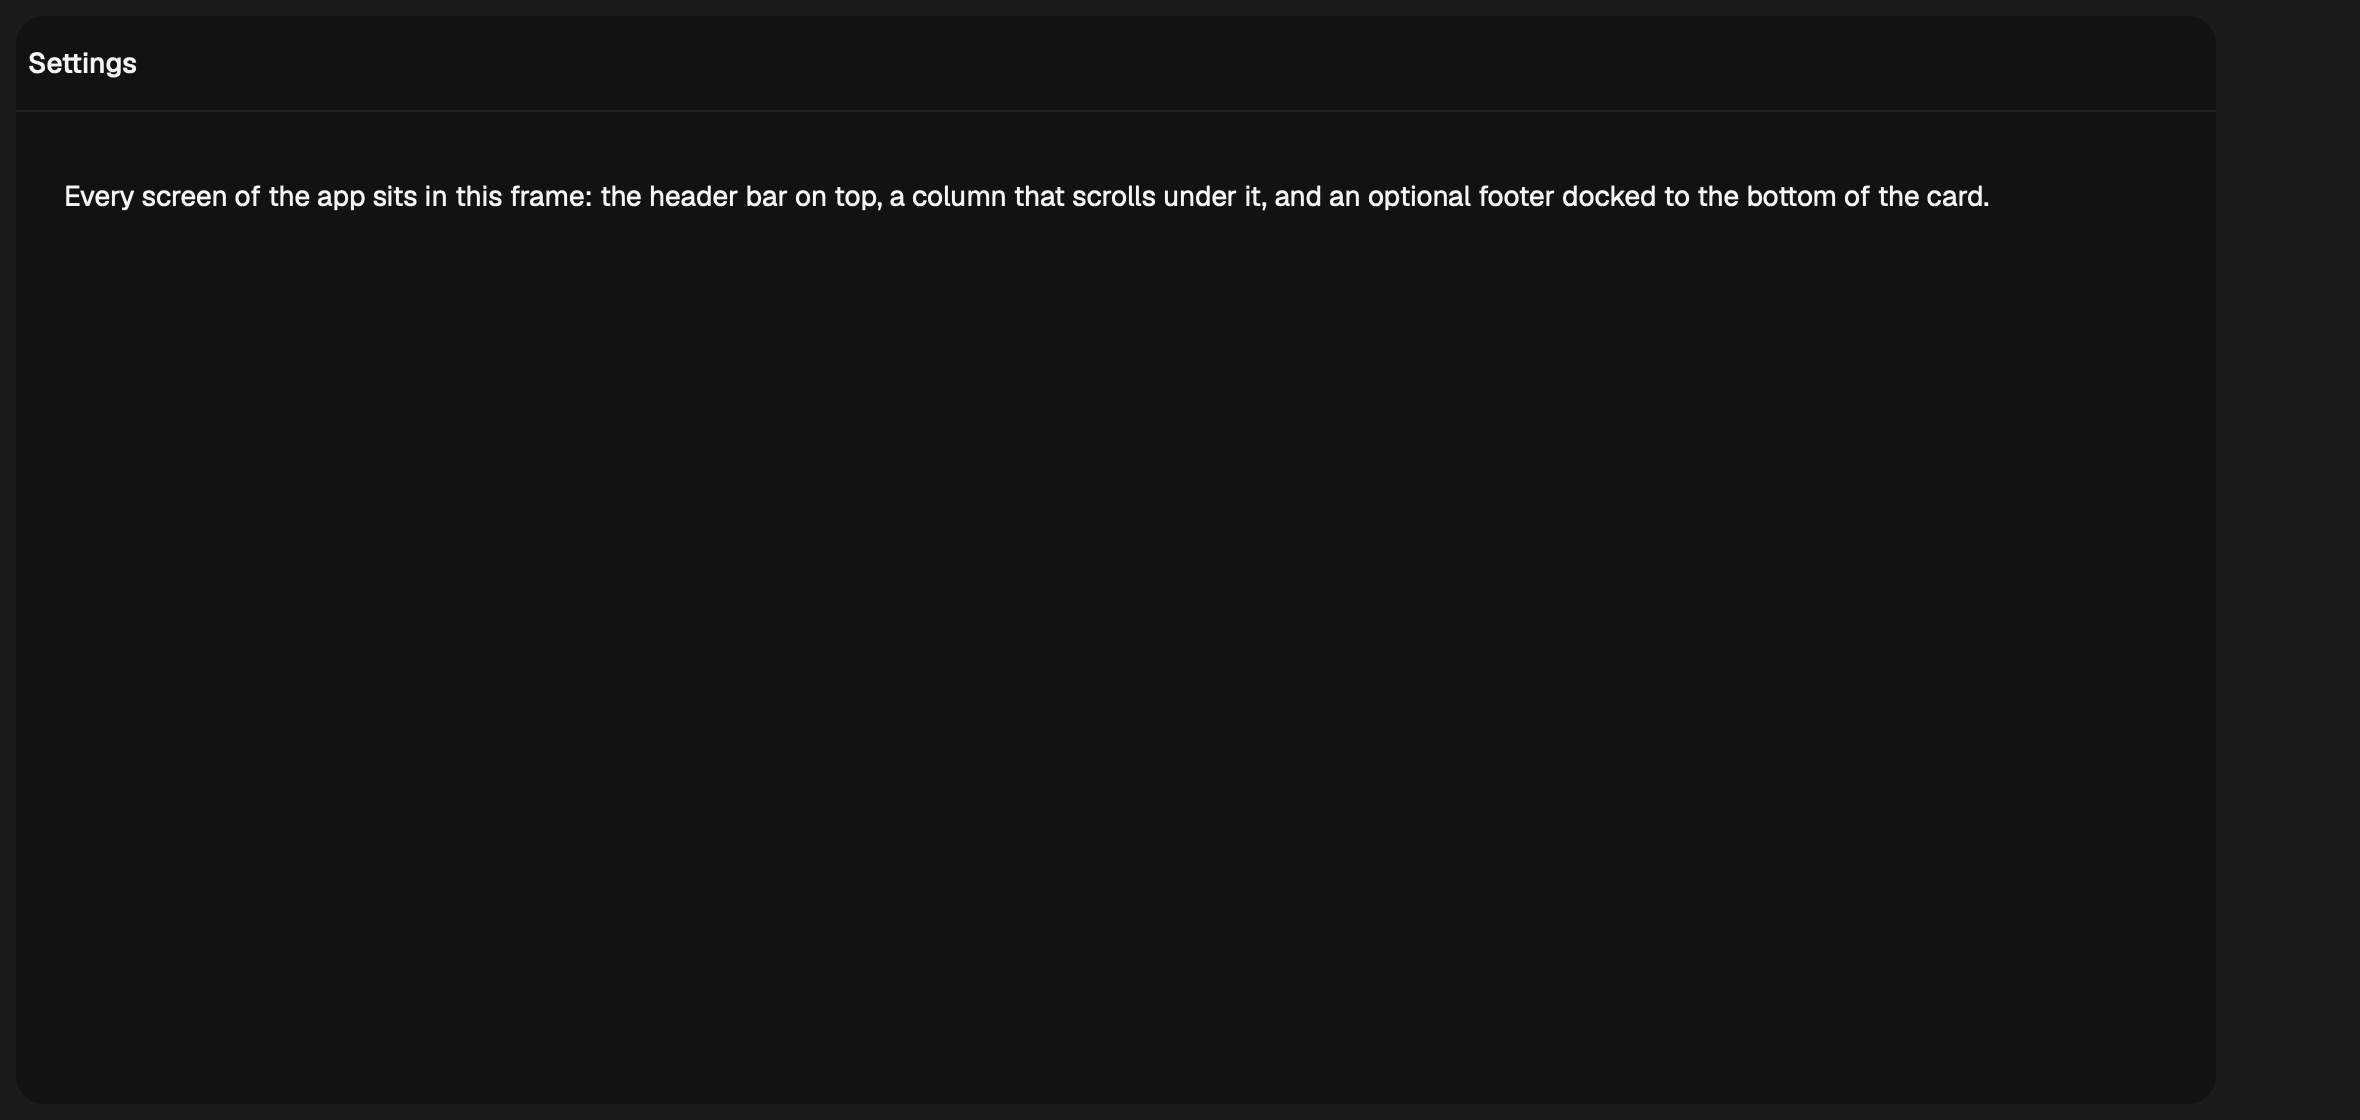 Settings
Every screen of the app sits in this frame: the header bar on top, a column that scrolls under it, and an optional footer docked to the bottom of the card.